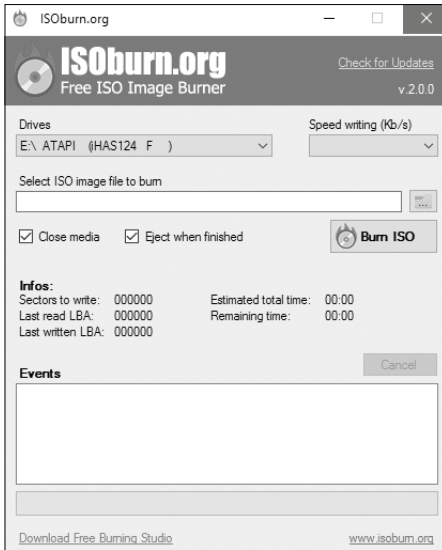 ISOburn.org
ISOburn.org
Free ISO Image Burner
Check for Updates
v.2.0.0
Drives
Speed writing (Kb/s)
E:\ ATAPI (iHAS124 F )
Select ISO image file to burn
...
Close media
Eject when finished
Burn ISO
Infos:
Sectors to write: 000000
Estimated total time: 00:00
Last read LBA: 000000
Remaining time: 00:00
Last written LBA: 000000
Cancel
Events
Download Free Burning Studio
www.isoburn.org